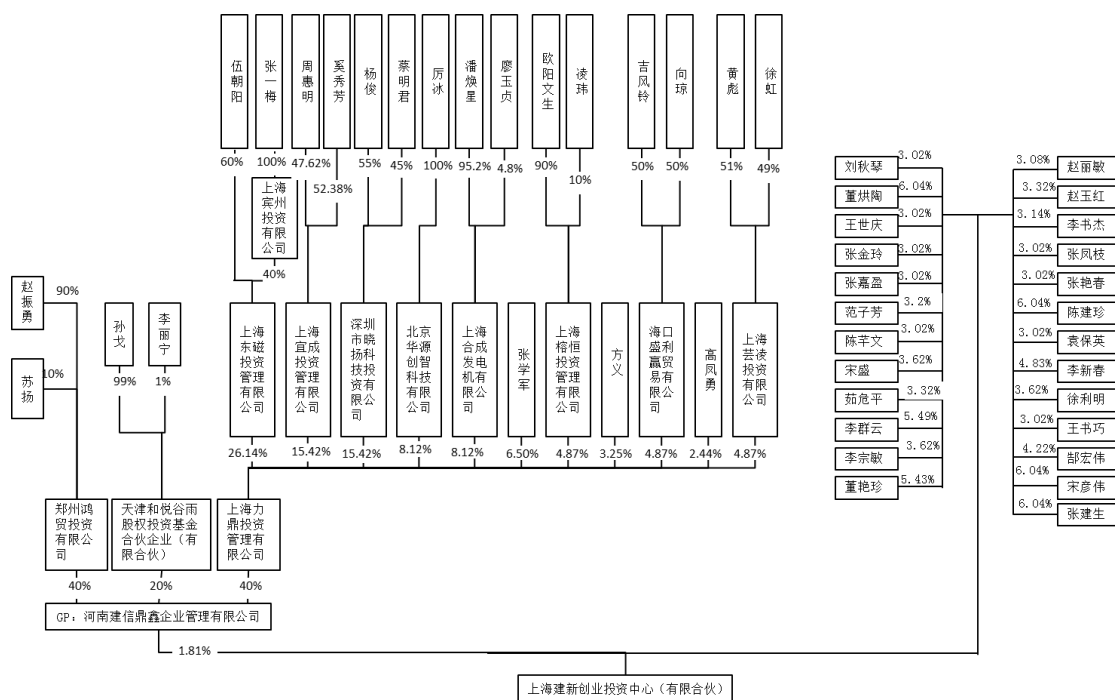 伍朝阳
张一梅
周惠明
奚秀芳
杨俊
蔡明君
厉冰
潘焕星
廖玉贞
欧阳文生
凌玮
吉风铃
向琼
黄彪
徐虹
60%
100%
47.62%
52.38%
55%
45%
100%
95.2%
4.8%
90%
10%
50%
50%
51%
49%
上海
宾州
投资
有限
公司
40%
赵振勇
90%
苏扬
10%
孙戈
99%
李丽宁
1%
上海
东磁
投资
管理
有限
公司
上海
宜成
投资
管理
有限
公司
深圳
市晓
扬科
技投
资有
限公
司
北京
华源
创智
科技
有限
公司
上海
合成
发电
机有
限公
司
张学军
上海
榕恒
投资
管理
有限
公司
方义
海口
盛利
赢贸
易有
限公
司
高凤勇
上海
芸凌
投资
有限
公司
26.14%
15.42%
15.42%
8.12%
8.12%
6.50%
4.87%
3.25%
4.87%
2.44%
4.87%
郑州鸿
贸投资
有限公
司
天津和悦谷雨
股权投资基金
合伙企业（有
限合伙）
上海力
鼎投资
管理有
限公司
40%
20%
40%
GP：河南建信鼎鑫企业管理有限公司
1.81%
上海建新创业投资中心（有限合伙）
刘秋琴
3.02%
董烘陶
6.04%
王世庆
3.02%
张金玲
3.02%
张嘉盈
3.02%
范子芳
3.2%
陈芊文
3.02%
宋盛
3.62%
茹危平
3.32%
李群云
5.49%
李宗敏
3.62%
董艳珍
5.43%
3.08%
赵丽敏
3.32%
赵玉红
3.14%
李书杰
3.02%
张凤枝
3.02%
张艳春
6.04%
陈建珍
3.02%
袁保英
4.83%
李新春
3.62%
徐利明
3.02%
王书巧
4.22%
郜宏伟
6.04%
宋彦伟
6.04%
张建生